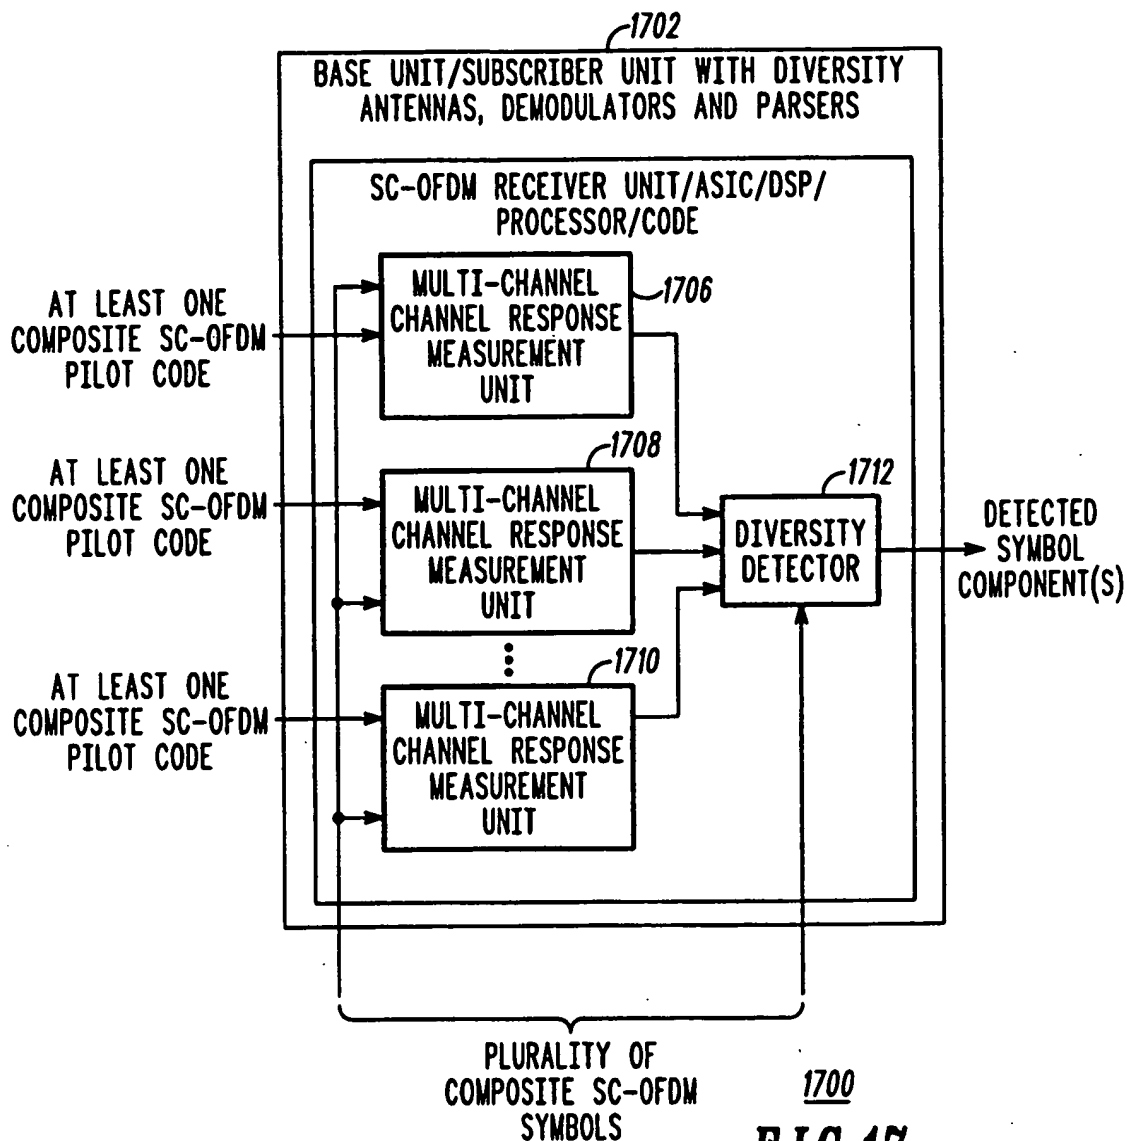 1702
BASE UNIT/SUBSCRIBER UNIT WITH DIVERSITY
ANTENNAS, DEMODULATORS AND PARSERS
SC-OFDM RECEIVER UNIT/ASIC/DSP/
PROCESSOR/CODE
AT LEAST ONE
COMPOSITE SC-OFDM
PILOT CODE
MULTI-CHANNEL
CHANNEL RESPONSE
MEASUREMENT
UNIT
1706
AT LEAST ONE
COMPOSITE SC-OFDM
PILOT CODE
1708
MULTI-CHANNEL
CHANNEL RESPONSE
MEASUREMENT
UNIT
1712
DIVERSITY
DETECTOR
DETECTED
SYMBOL
COMPONENT(S)
AT LEAST ONE
COMPOSITE SC-OFDM
PILOT CODE
1710
MULTI-CHANNEL
CHANNEL RESPONSE
MEASUREMENT
UNIT
PLURALITY OF
COMPOSITE SC-OFDM
SYMBOLS
1700